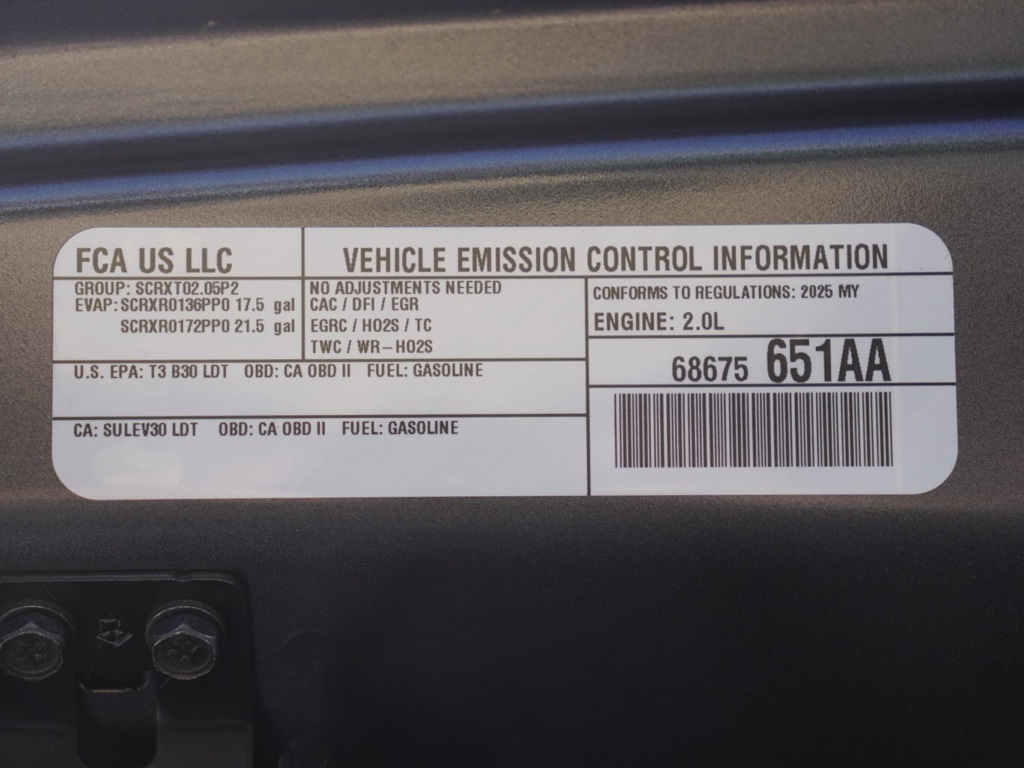 FCA US LLC
VEHICLE EMISSION CONTROL INFORMATION
GROUP: SCRXT02.05P2
EVAP: SCRXR0136PP0 17.5 gal
SCRXR0172PP0 21.5 gal
NO ADJUSTMENTS NEEDED
CAC / DFI / EGR
EGRC / HO2S / TC
TWC / WR-HO2S
CONFORMS TO REGULATIONS: 2025 MY
ENGINE: 2.0L
68675 651AA
U.S. EPA: T3 B30 LDT OBD: CA OBD II FUEL: GASOLINE
CA: SULEV30 LDT OBD: CA OBD II FUEL: GASOLINE